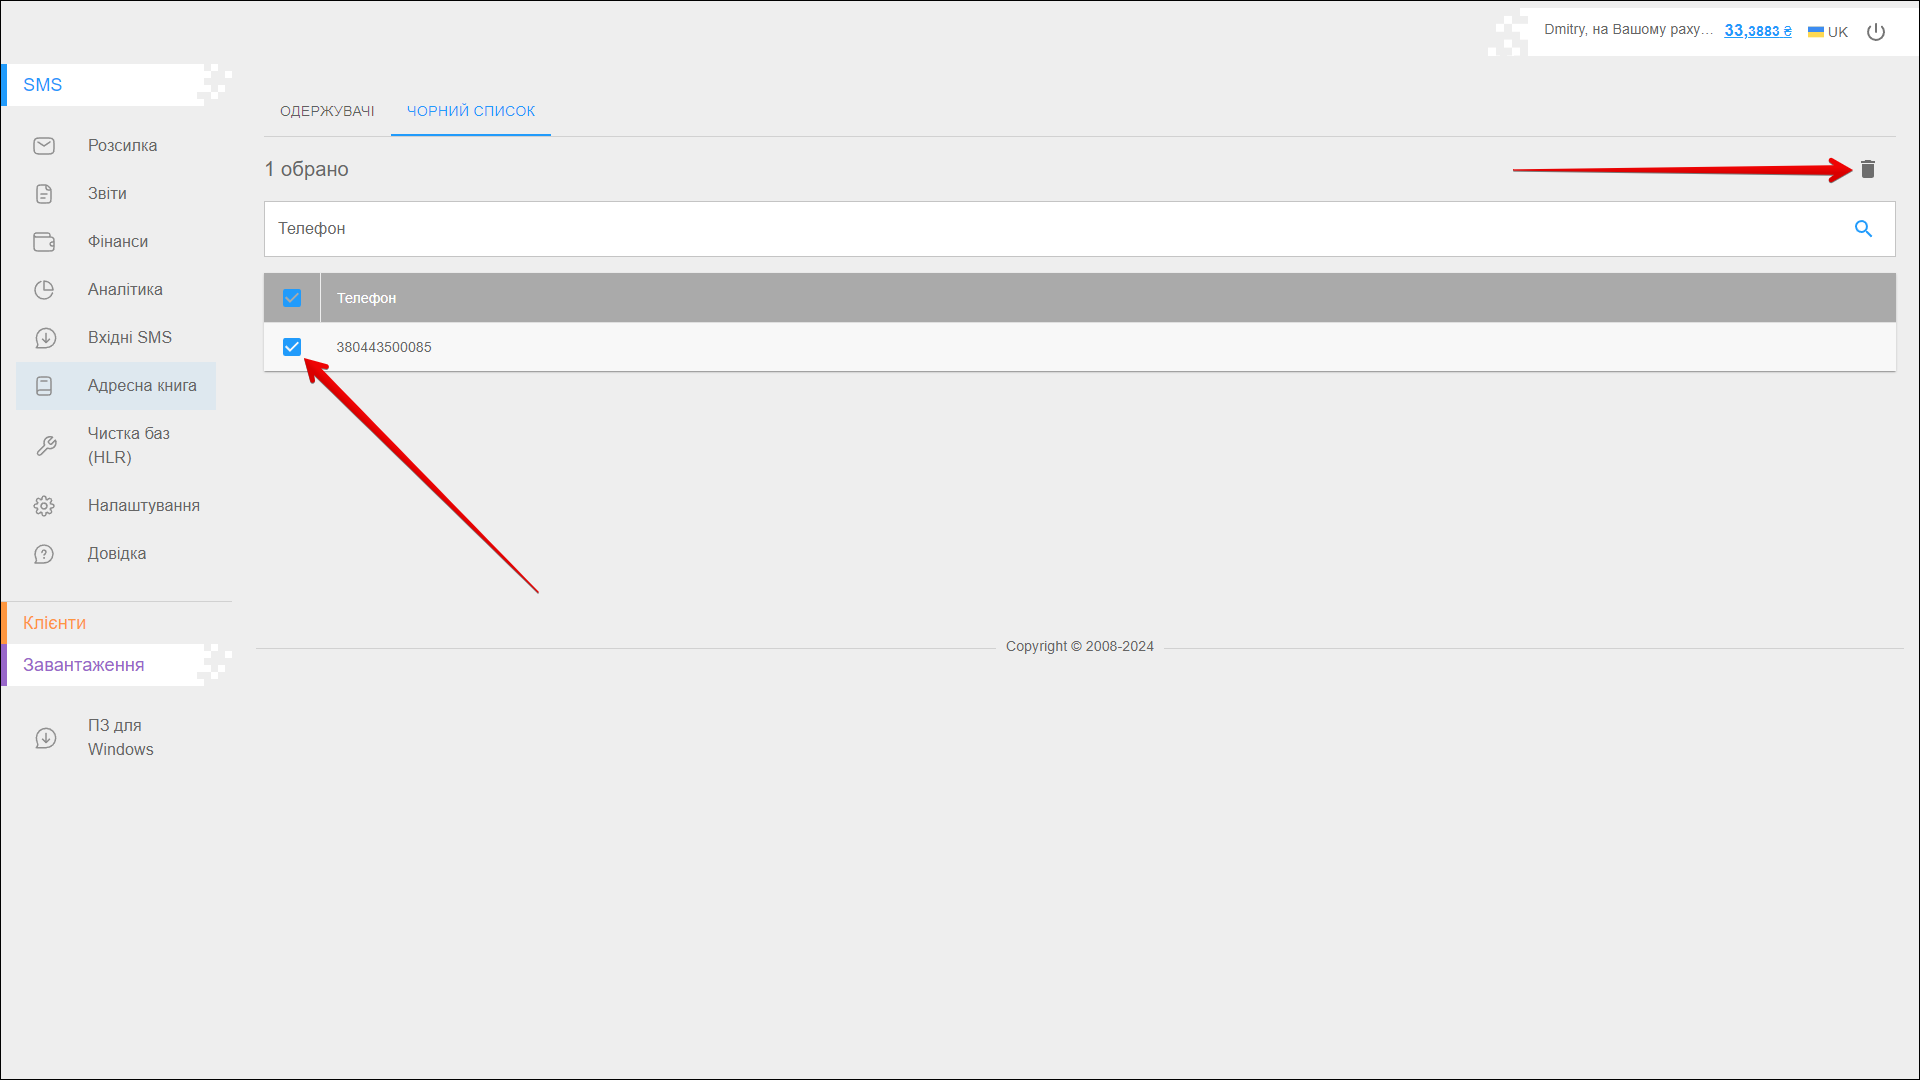 Dmitry, на Вашому раху... 33,3883 ₴ UK
SMS
Розсилка
Звіти
Фінанси
Аналітика
Вхідні SMS
Адресна книга
Чистка баз
(HLR)
Налаштування
Довідка
Клієнти
Завантаження
ПЗ для
Windows
ОДЕРЖУВАЧІ ЧОРНИЙ СПИСОК
1 обрано
Телефон
Телефон
380443500085
Copyright © 2008-2024